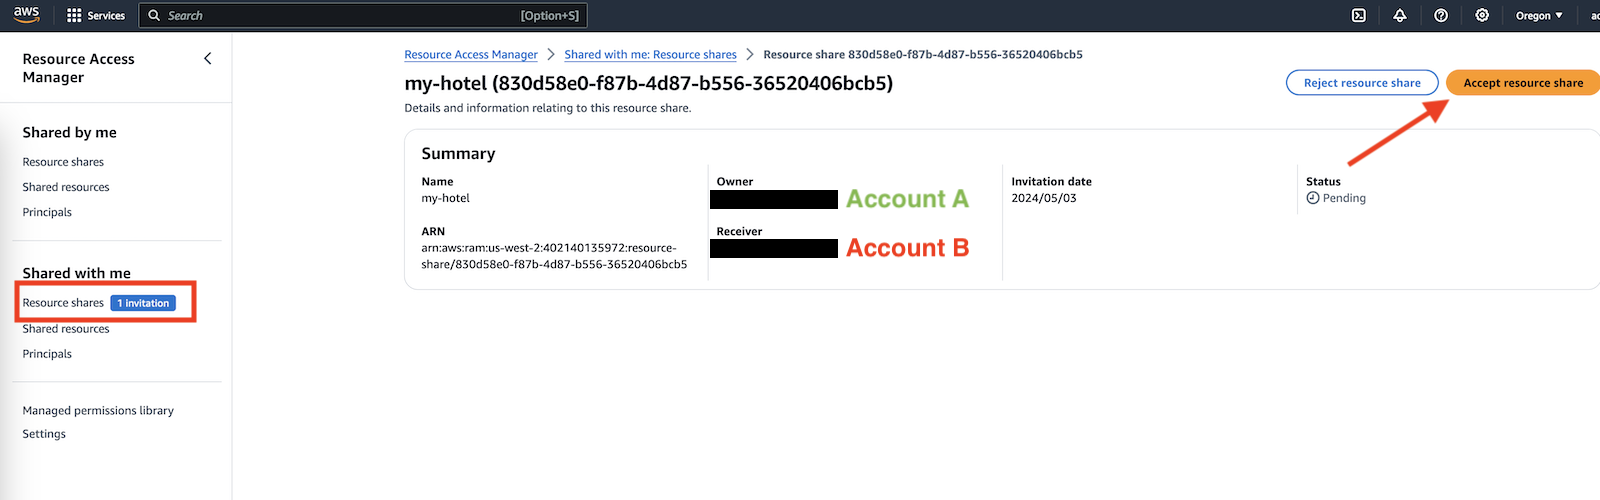 aws
Services
Search
[Option+S]
Oregon
Resource Access Manager
Shared with me: Resource shares
Resource share 830d58e0-f87b-4d87-b556-36520406bcb5
Resource Access
Manager
my-hotel (830d58e0-f87b-4d87-b556-36520406bcb5)
Reject resource share
Accept resource share
Details and information relating to this resource share.
Shared by me
Resource shares
Shared resources
Principals
Shared with me
Resource shares 1 invitation
Shared resources
Principals
Managed permissions library
Settings
Summary
Name
my-hotel
ARN
arn:aws:ram:us-west-2:402140135972:resource-
share/830d58e0-f87b-4d87-b556-36520406bcb5
Owner
Account A
Receiver
Account B
Invitation date
2024/05/03
Status
Pending